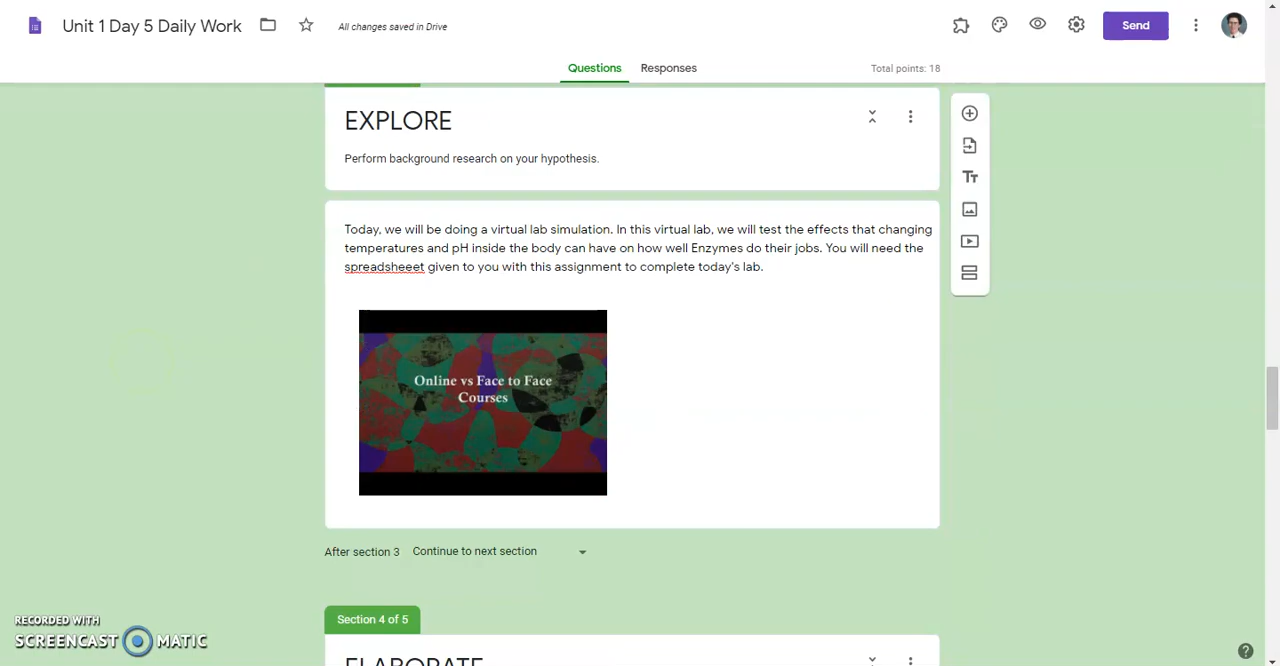 Unit 1 Day 5 Daily Work
All changes saved in Drive
Send
Questions
Responses
Total points: 18
EXPLORE
Perform background research on your hypothesis.
Today, we will be doing a virtual lab simulation. In this virtual lab, we will test the effects that changing
temperatures and pH inside the body can have on how well Enzymes do their jobs. You will need the
spreadsheeet given to you with this assignment to complete today's lab.
Online vs Face to Face
Courses
After section 3
Continue to next section
Section 4 of 5
ELABORATE
RECORDED WITH
SCREENCAST MATIC